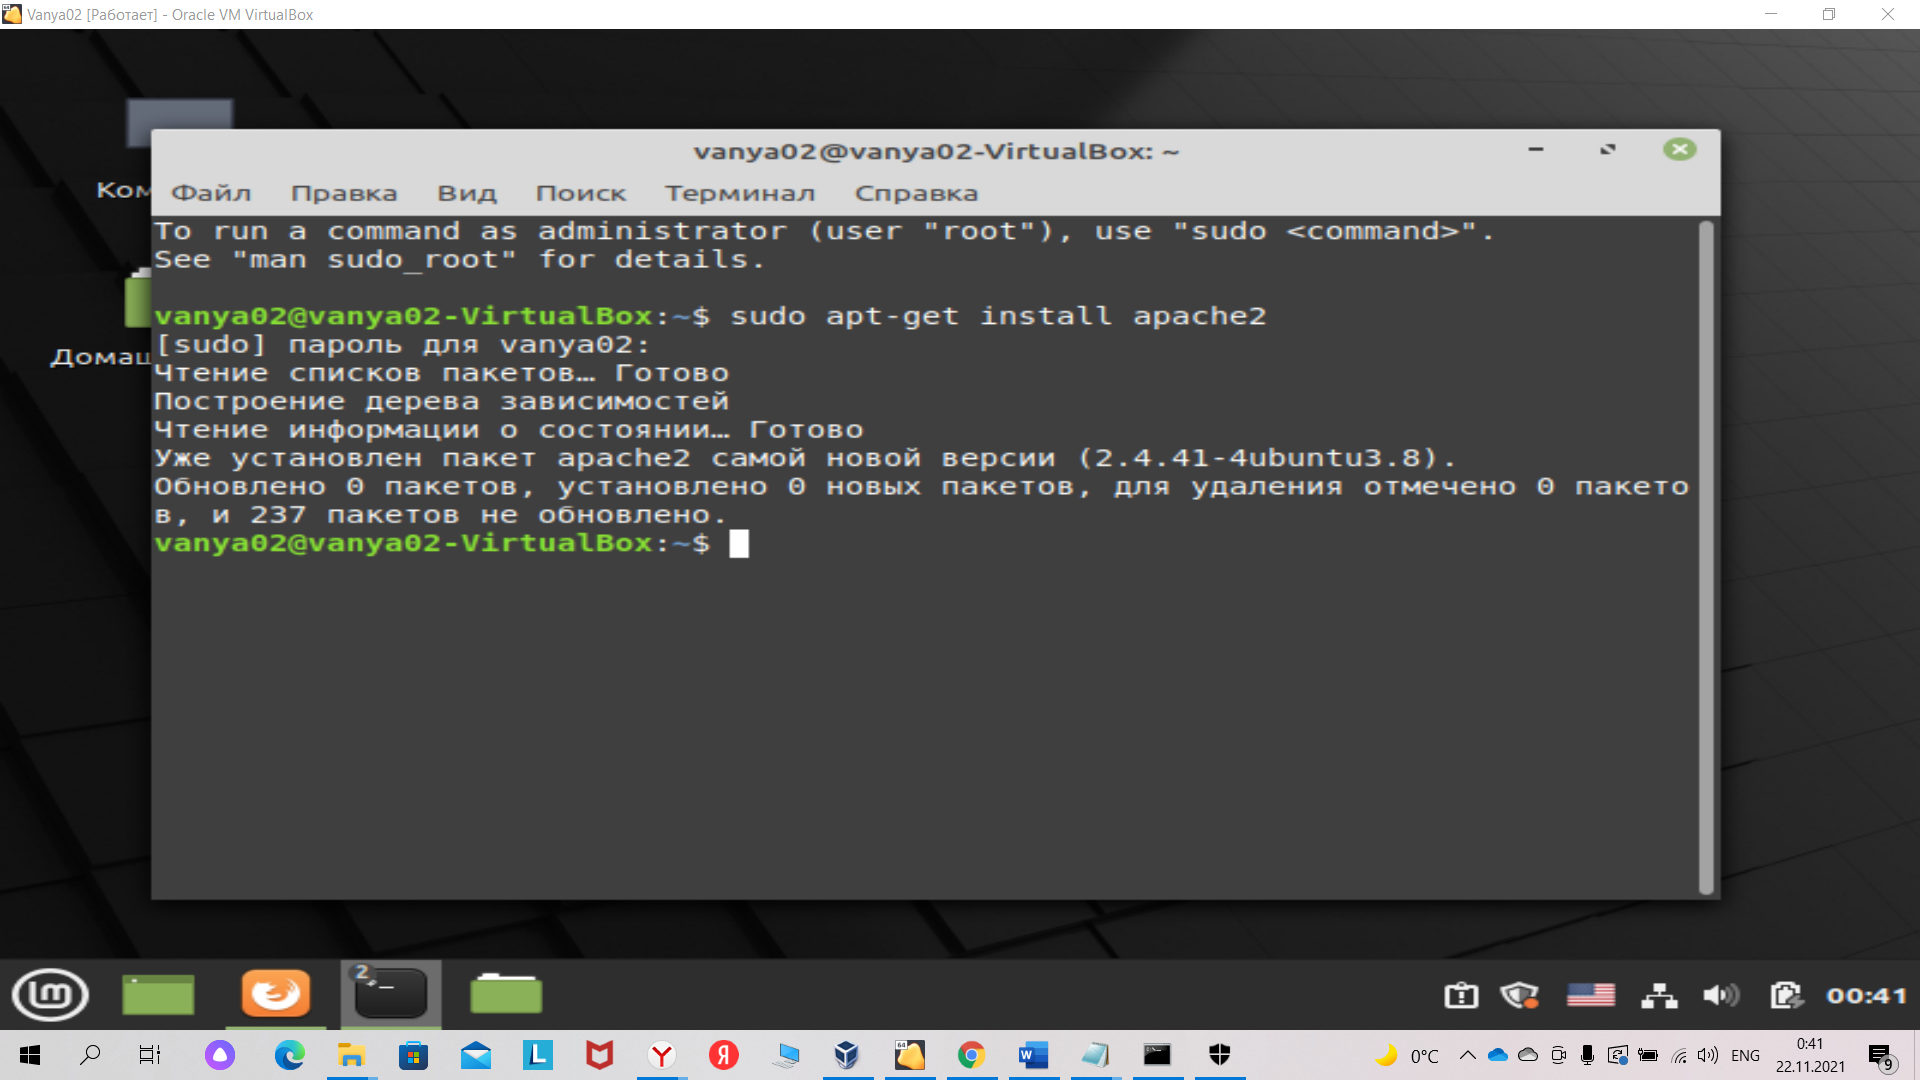 Vanya02 [Работает] - Oracle VM VirtualBox
vanya02@vanya02-VirtualBox: ~
Файл Правка Вид Поиск Терминал Справка
Ком
Домаш
To run a command as administrator (user "root"), use "sudo <command>".
See "man sudo_root" for details.
vanya02@vanya02-VirtualBox:~$ sudo apt-get install apache2
[sudo] пароль для vanya02:
Чтение списков пакетов… Готово
Построение дерева зависимостей
Чтение информации о состоянии… Готово
Уже установлен пакет apache2 самой новой версии (2.4.41-4ubuntu3.8).
Обновлено 0 пакетов, установлено 0 новых пакетов, для удаления отмечено 0 пакето
в, и 237 пакетов не обновлено.
vanya02@vanya02-VirtualBox:~$
2
00:41
0°C
ENG
0:41
22.11.2021
9